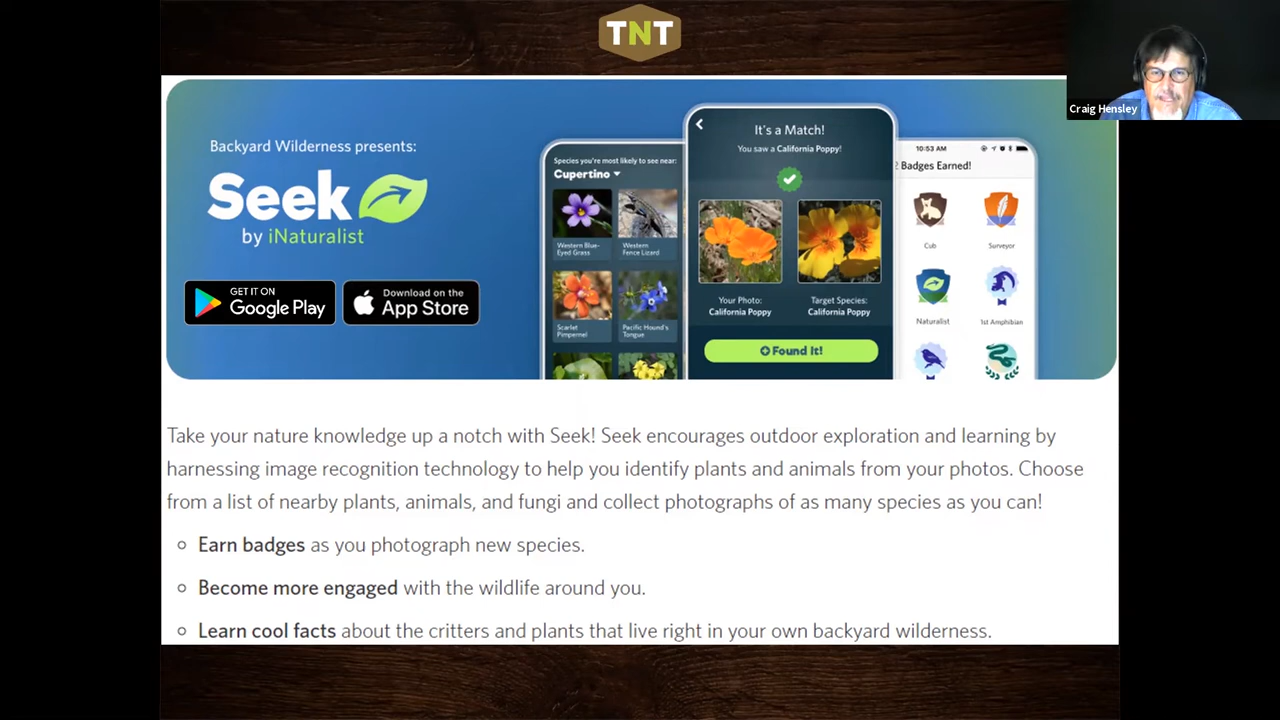 TNT
Craig Hensley
Backyard Wilderness presents:
Seek
by iNaturalist
GET IT ON
Google Play
Download on the
App Store
Species you're most likely to see near:
Cupertino
Western Blue-
Eyed Grass
Western
Fence Lizard
Scarlet
Pimpernel
Pacific Hound's
Tongue
It's a Match!
You saw a California Poppy!
Your Photo:
California Poppy
Target Species:
California Poppy
Found It!
10:53 AM
Badges Earned!
Cub
Surveyor
Naturalist
1st Amphibian
Take your nature knowledge up a notch with Seek! Seek encourages outdoor exploration and learning by
harnessing image recognition technology to help you identify plants and animals from your photos. Choose
from a list of nearby plants, animals, and fungi and collect photographs of as many species as you can!
Earn badges as you photograph new species.
Become more engaged with the wildlife around you.
Learn cool facts about the critters and plants that live right in your own backyard wilderness.